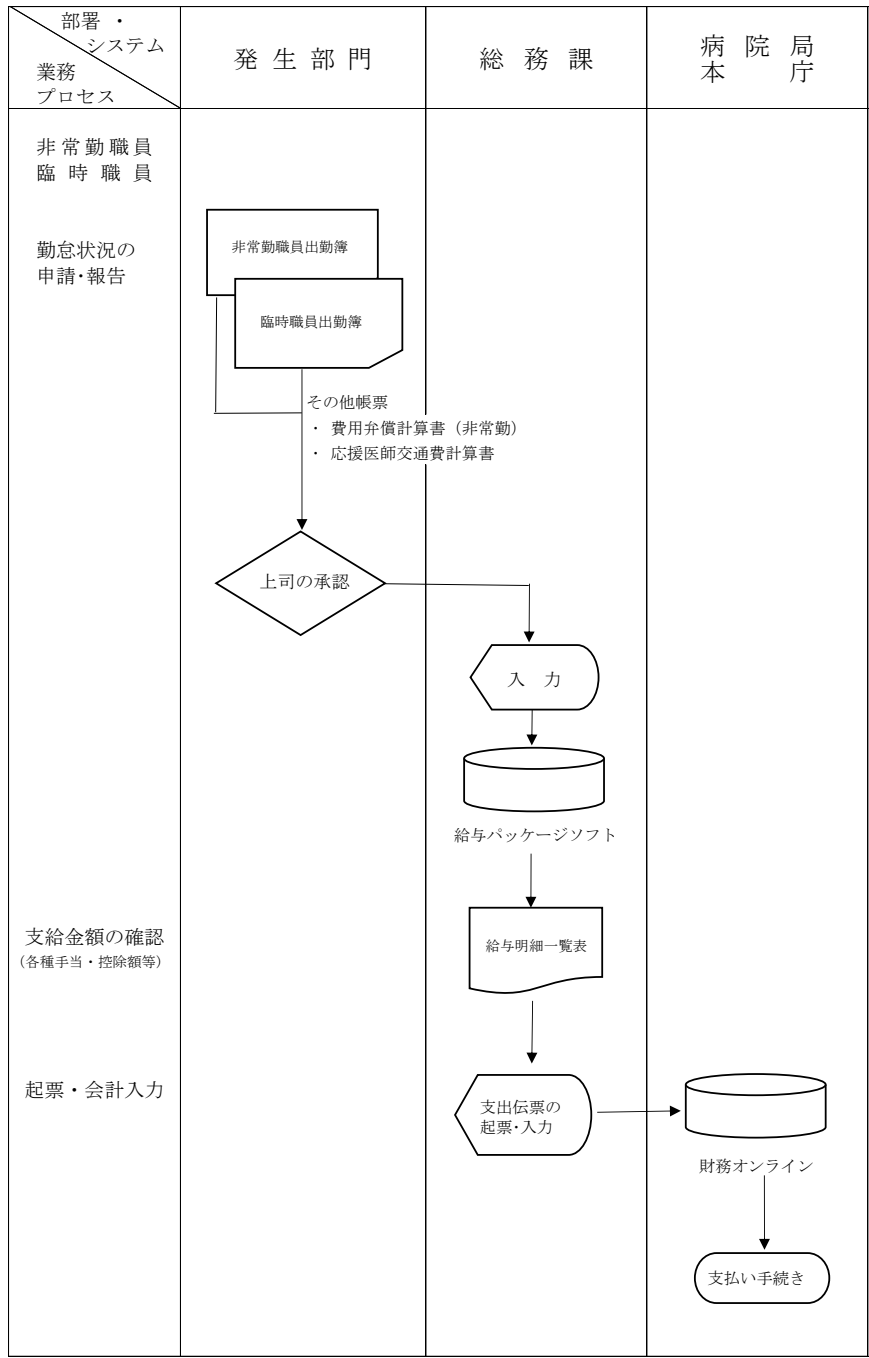 部署 ・
システム
業務
プロセス
発 生 部 門
総 務 課
病 院 局
本 庁
非常勤職員
臨 時 職 員
勤怠状況の
申請・報告
非常勤職員出勤簿
臨時職員出勤簿
その他帳票
・ 費用弁償計算書（非常勤）
・ 応援医師交通費計算書
上司の承認
入 力
給与パッケージソフト
支給金額の確認
（各種手当・控除額等）
給与明細一覧表
起票・会計入力
支出伝票の
起票・入力
財務オンライン
支払い手続き